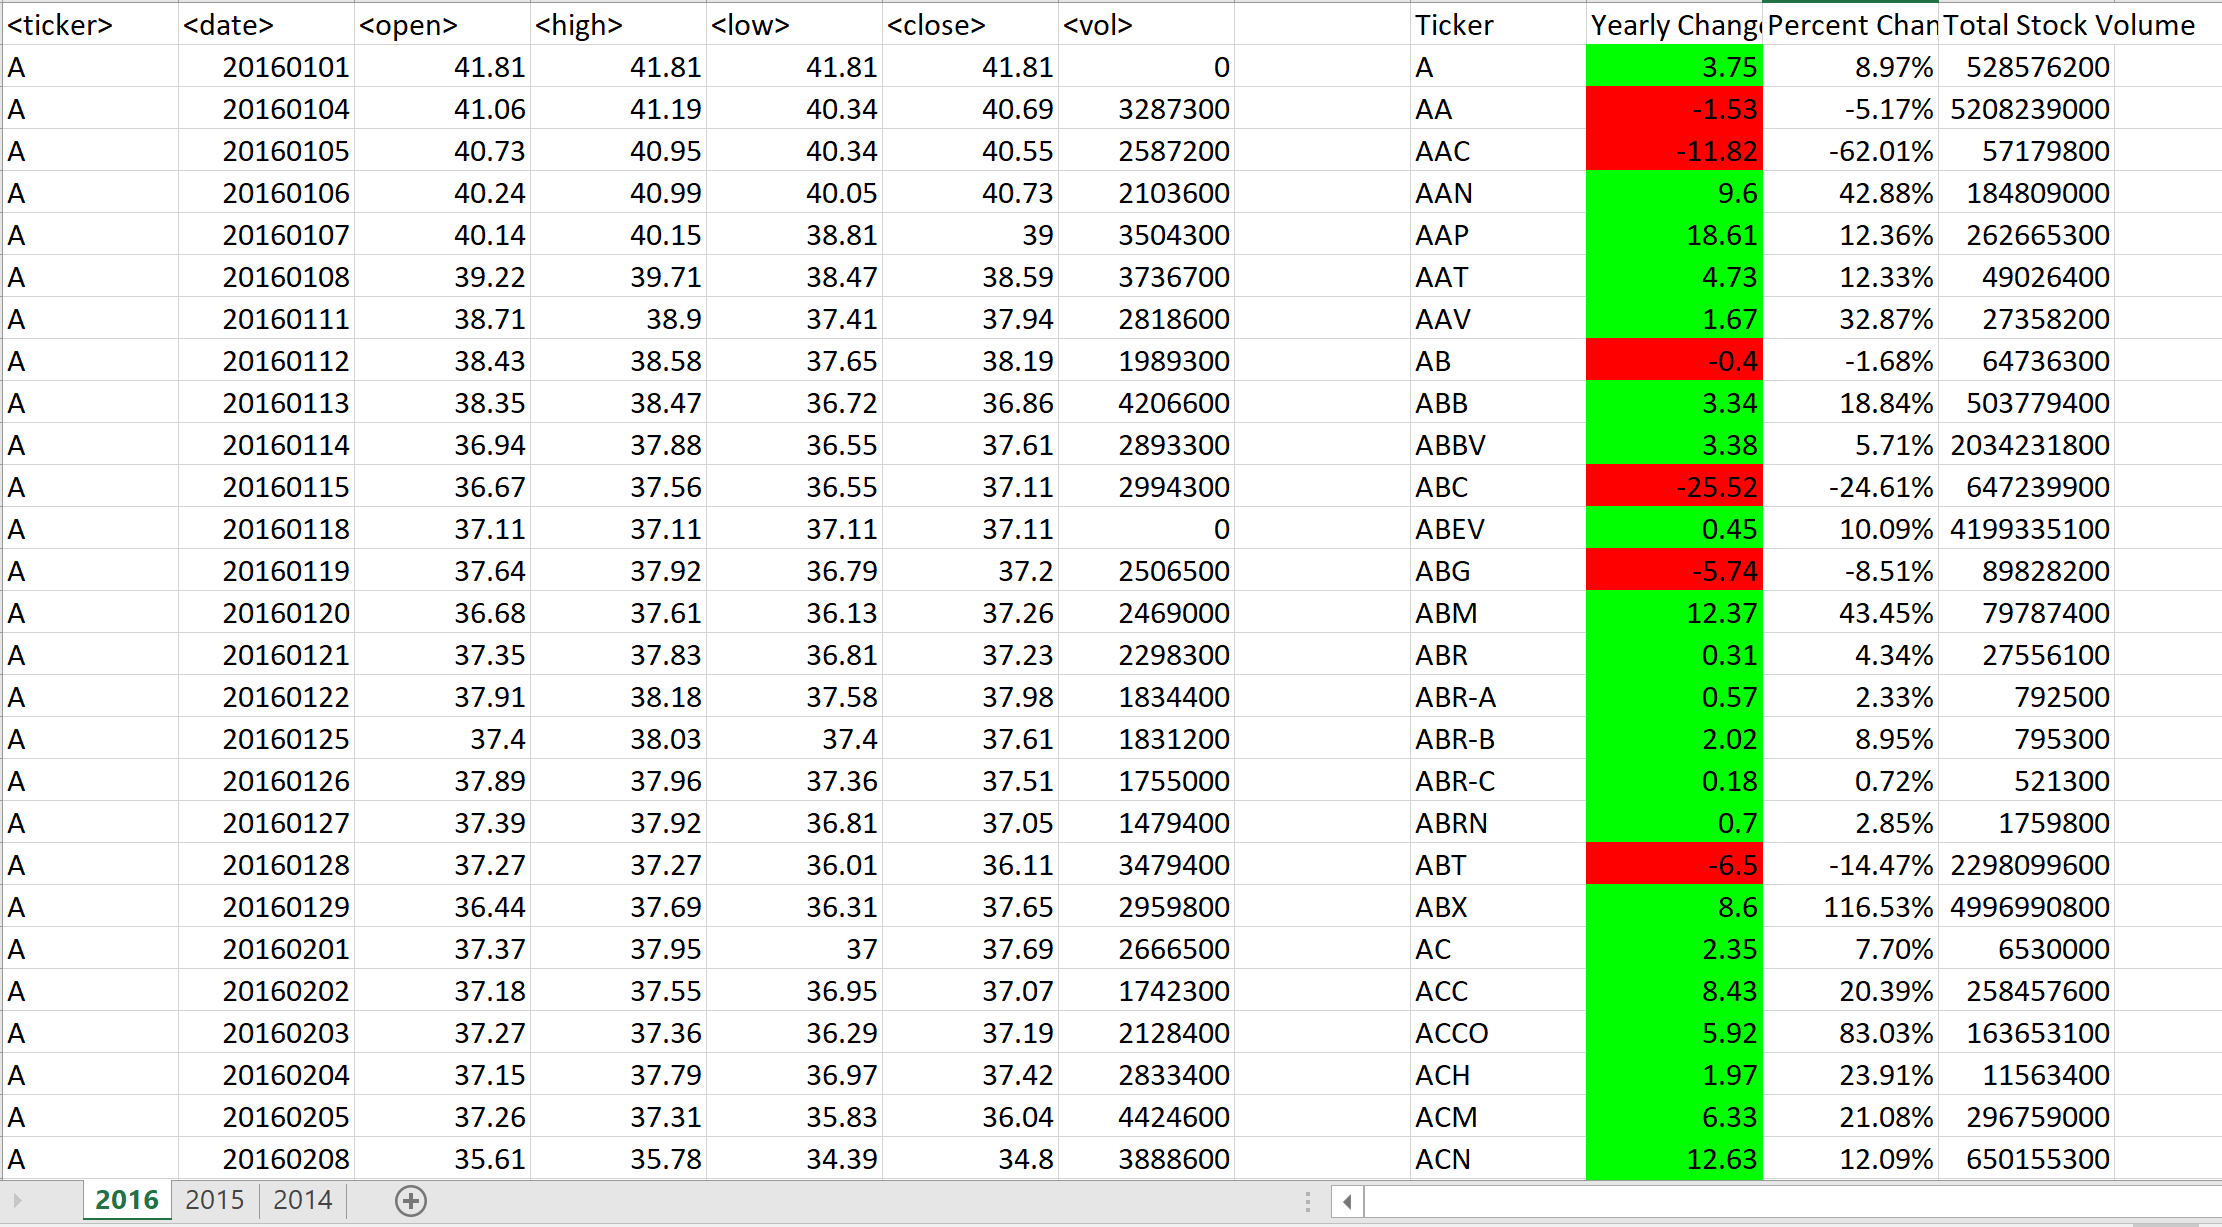 <ticker> <date> <open> <high> <low> <close> <vol> Ticker Yearly Change Percent Chan Total Stock Volume
A 20160101 41.81 41.81 41.81 41.81 0 A 3.75 8.97% 528576200
A 20160104 41.06 41.19 40.34 40.69 3287300 AA -1.53 -5.17% 5208239000
A 20160105 40.73 40.95 40.34 40.55 2587200 AAC -11.82 -62.01% 57179800
A 20160106 40.24 40.99 40.05 40.73 2103600 AAN 9.6 42.88% 184809000
A 20160107 40.14 40.15 38.81 39 3504300 AAP 18.61 12.36% 262665300
A 20160108 39.22 39.71 38.47 38.59 3736700 AAT 4.73 12.33% 49026400
A 20160111 38.71 38.9 37.41 37.94 2818600 AAV 1.67 32.87% 27358200
A 20160112 38.43 38.58 37.65 38.19 1989300 AB -0.4 -1.68% 64736300
A 20160113 38.35 38.47 36.72 36.86 4206600 ABB 3.34 18.84% 503779400
A 20160114 36.94 37.88 36.55 37.61 2893300 ABBV 3.38 5.71% 2034231800
A 20160115 36.67 37.56 36.55 37.11 2994300 ABC -25.52 -24.61% 647239900
A 20160118 37.11 37.11 37.11 37.11 0 ABEV 0.45 10.09% 4199335100
A 20160119 37.64 37.92 36.79 37.2 2506500 ABG -5.74 -8.51% 89828200
A 20160120 36.68 37.61 36.13 37.26 2469000 ABM 12.37 43.45% 79787400
A 20160121 37.35 37.83 36.81 37.23 2298300 ABR 0.31 4.34% 27556100
A 20160122 37.91 38.18 37.58 37.98 1834400 ABR-A 0.57 2.33% 792500
A 20160125 37.4 38.03 37.4 37.61 1831200 ABR-B 2.02 8.95% 795300
A 20160126 37.89 37.96 37.36 37.51 1755000 ABR-C 0.18 0.72% 521300
A 20160127 37.39 37.92 36.81 37.05 1479400 ABRN 0.7 2.85% 1759800
A 20160128 37.27 37.27 36.01 36.11 3479400 ABT -6.5 -14.47% 2298099600
A 20160129 36.44 37.69 36.31 37.65 2959800 ABX 8.6 116.53% 4996990800
A 20160201 37.37 37.95 37 37.69 2666500 AC 2.35 7.70% 6530000
A 20160202 37.18 37.55 36.95 37.07 1742300 ACC 8.43 20.39% 258457600
A 20160203 37.27 37.36 36.29 37.19 2128400 ACCO 5.92 83.03% 163653100
A 20160204 37.15 37.79 36.97 37.42 2833400 ACH 1.97 23.91% 11563400
A 20160205 37.26 37.31 35.83 36.04 4424600 ACM 6.33 21.08% 296759000
A 20160208 35.61 35.78 34.39 34.8 3888600 ACN 12.63 12.09% 650155300
2016 2015 2014